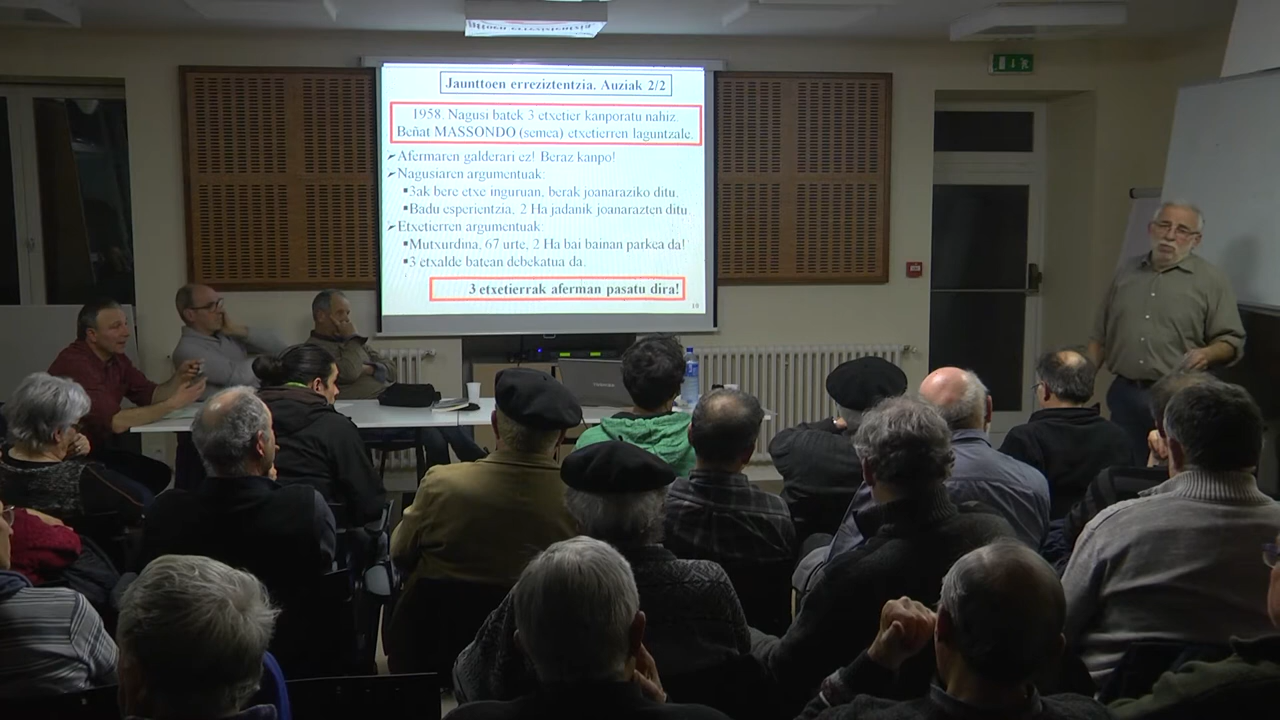 Jaunttoen erreziztentzia. Auziak 2/2
1958. Nagusi batek 3 etxetier kanporatu nahiz.
Beñat MASSONDO (semea) etxetierren laguntzale.
➢Afermaren galderari ez! Beraz kanpo!
➢Nagusiaren argumentuak:
▪3ak bere etxe inguruan, berak joanaraziko ditu.
▪Badu esperientzia, 2 Ha jadanik joanarazten ditu.
➢Etxetierren argumentuak:
▪Mutxurdina, 67 urte, 2 Ha bai bainan parkea da!
▪3 etxalde batean debekatua da.
3 etxetierrak aferman pasatu dira!
TOSHIBA